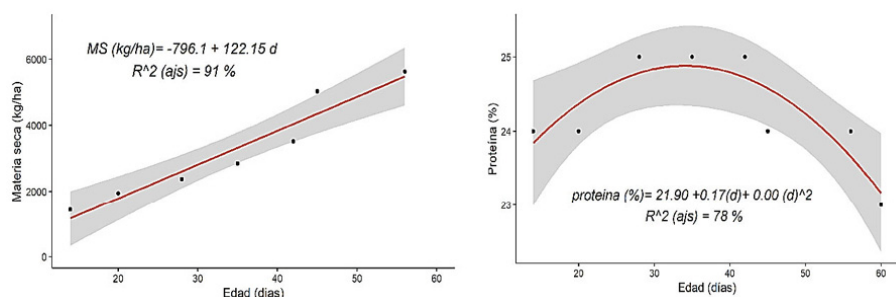 MS (kg/ha)= -796.1 + 122.15 d
R^2 (ajs) = 91 %
Materia seca (kg/ha)
6000
4000
2000
0
20
30
40
50
60
Edad (días)
Proteína (%)
25
24
23
proteina (%)= 21.90 +0.17(d)+ 0.00 (d)^2
R^2 (ajs) = 78 %
20
30
40
50
60
Edad (días)